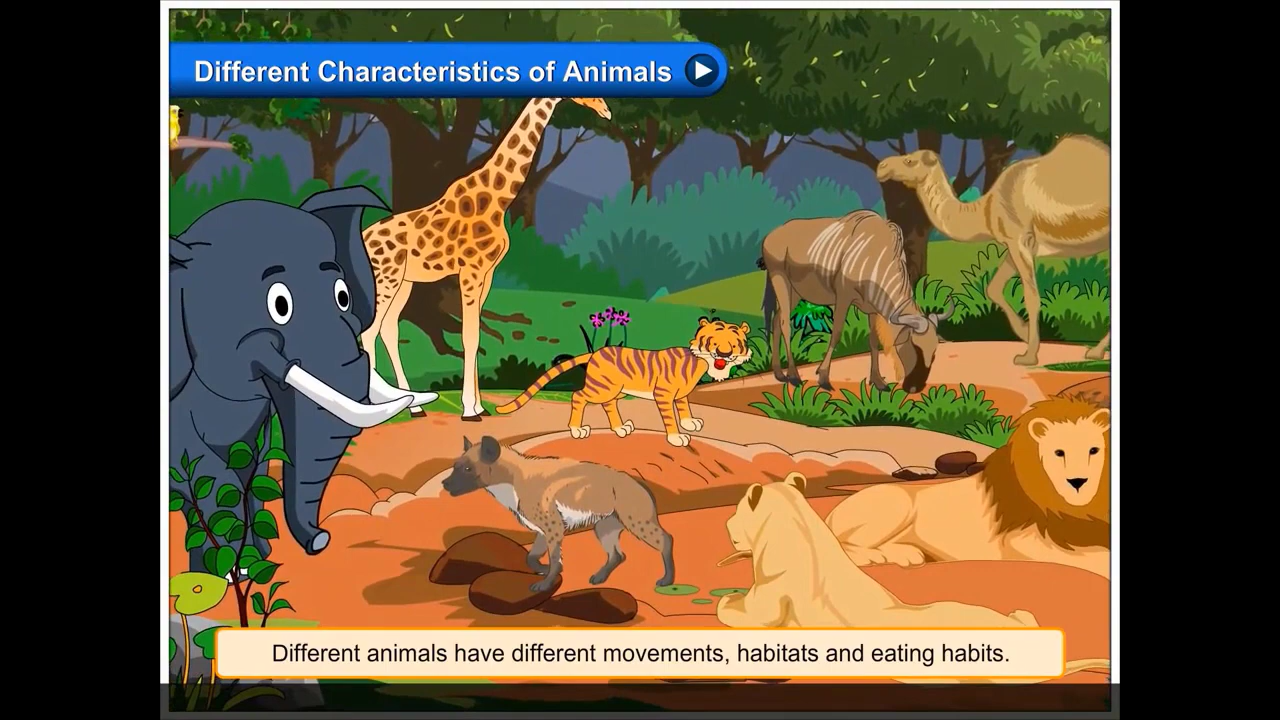 Different Characteristics of Animals
Different animals have different movements, habitats and eating habits.